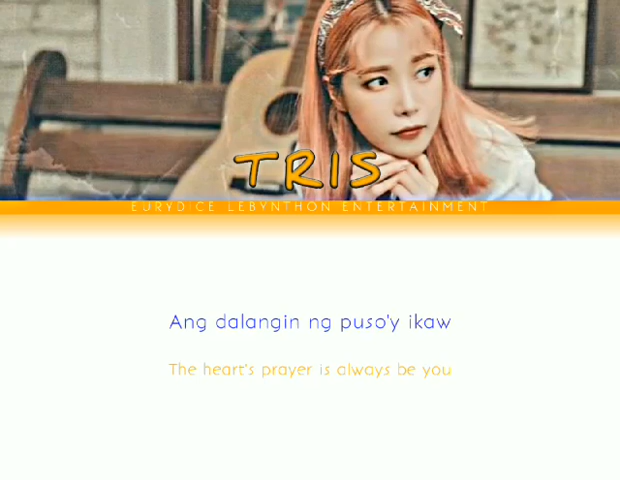 TRIS
EURYDICE LEBYNTHON ENTERTAINMENT
Ang dalangin ng puso'y ikaw
The heart's prayer is always be you